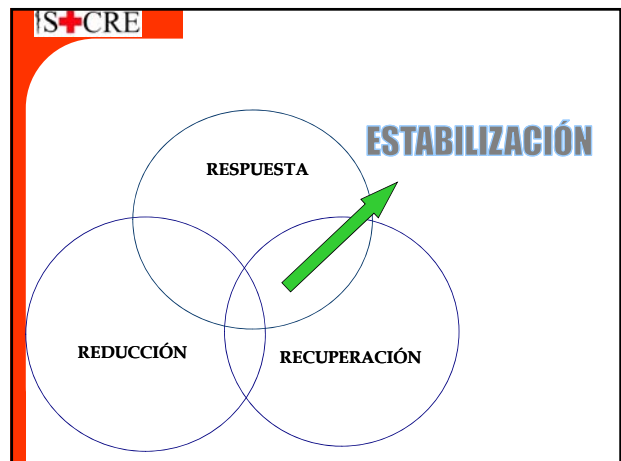 S+CRE
ESTABILIZACIÓN
RESPUESTA
REDUCCIÓN
RECUPERACIÓN